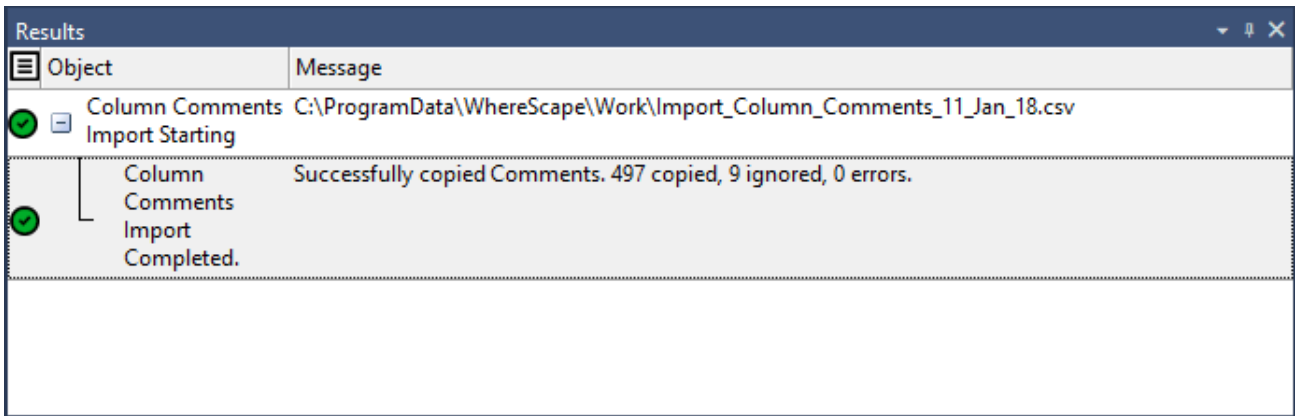 Results
Object Message
Column Comments C:\ProgramData\WhereScape\Work\Import_Column_Comments_11_Jan_18.csv
Import Starting
Column Successfully copied Comments. 497 copied, 9 ignored, 0 errors.
Comments
Import
Completed.